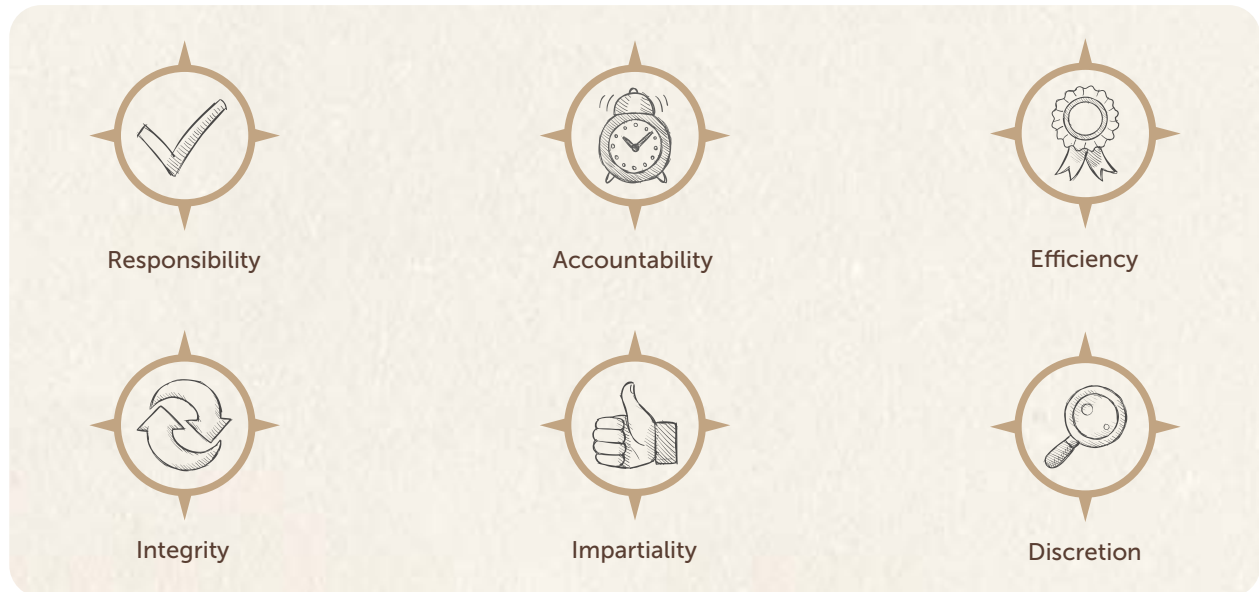 Responsibility
Accountability
Efficiency
Integrity
Impartiality
Discretion